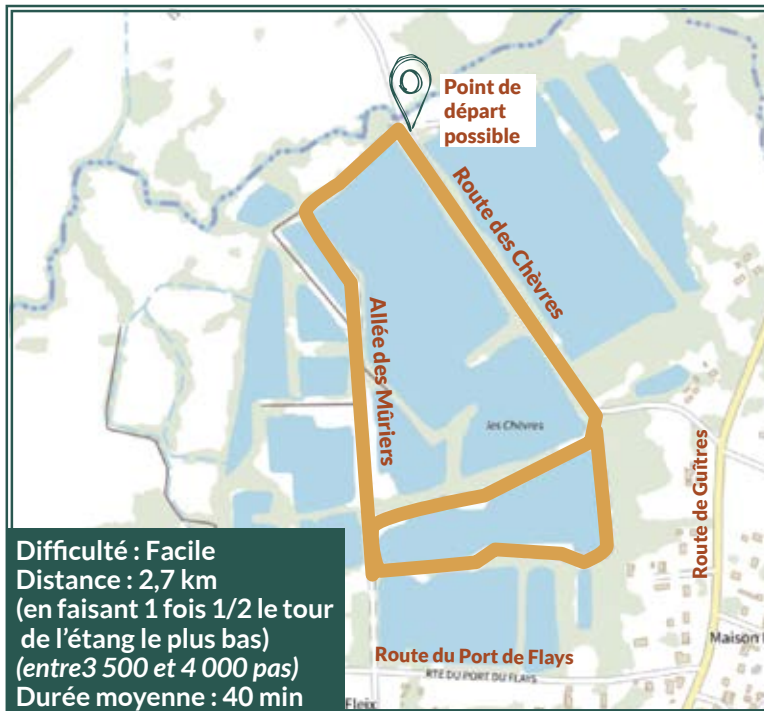 Point de
départ
possible
Route des Chèvres
Allée des Mûriers
les Chèvres
Route de Guîtres
Difficulté : Facile
Distance : 2,7 km
(en faisant 1 fois 1/2 le tour
de l'étang le plus bas)
(entre3 500 et 4 000 pas)
Durée moyenne : 40 min
Route du Port de Flays
RTE DU PORT DU FLAYS
Maison
Fleix